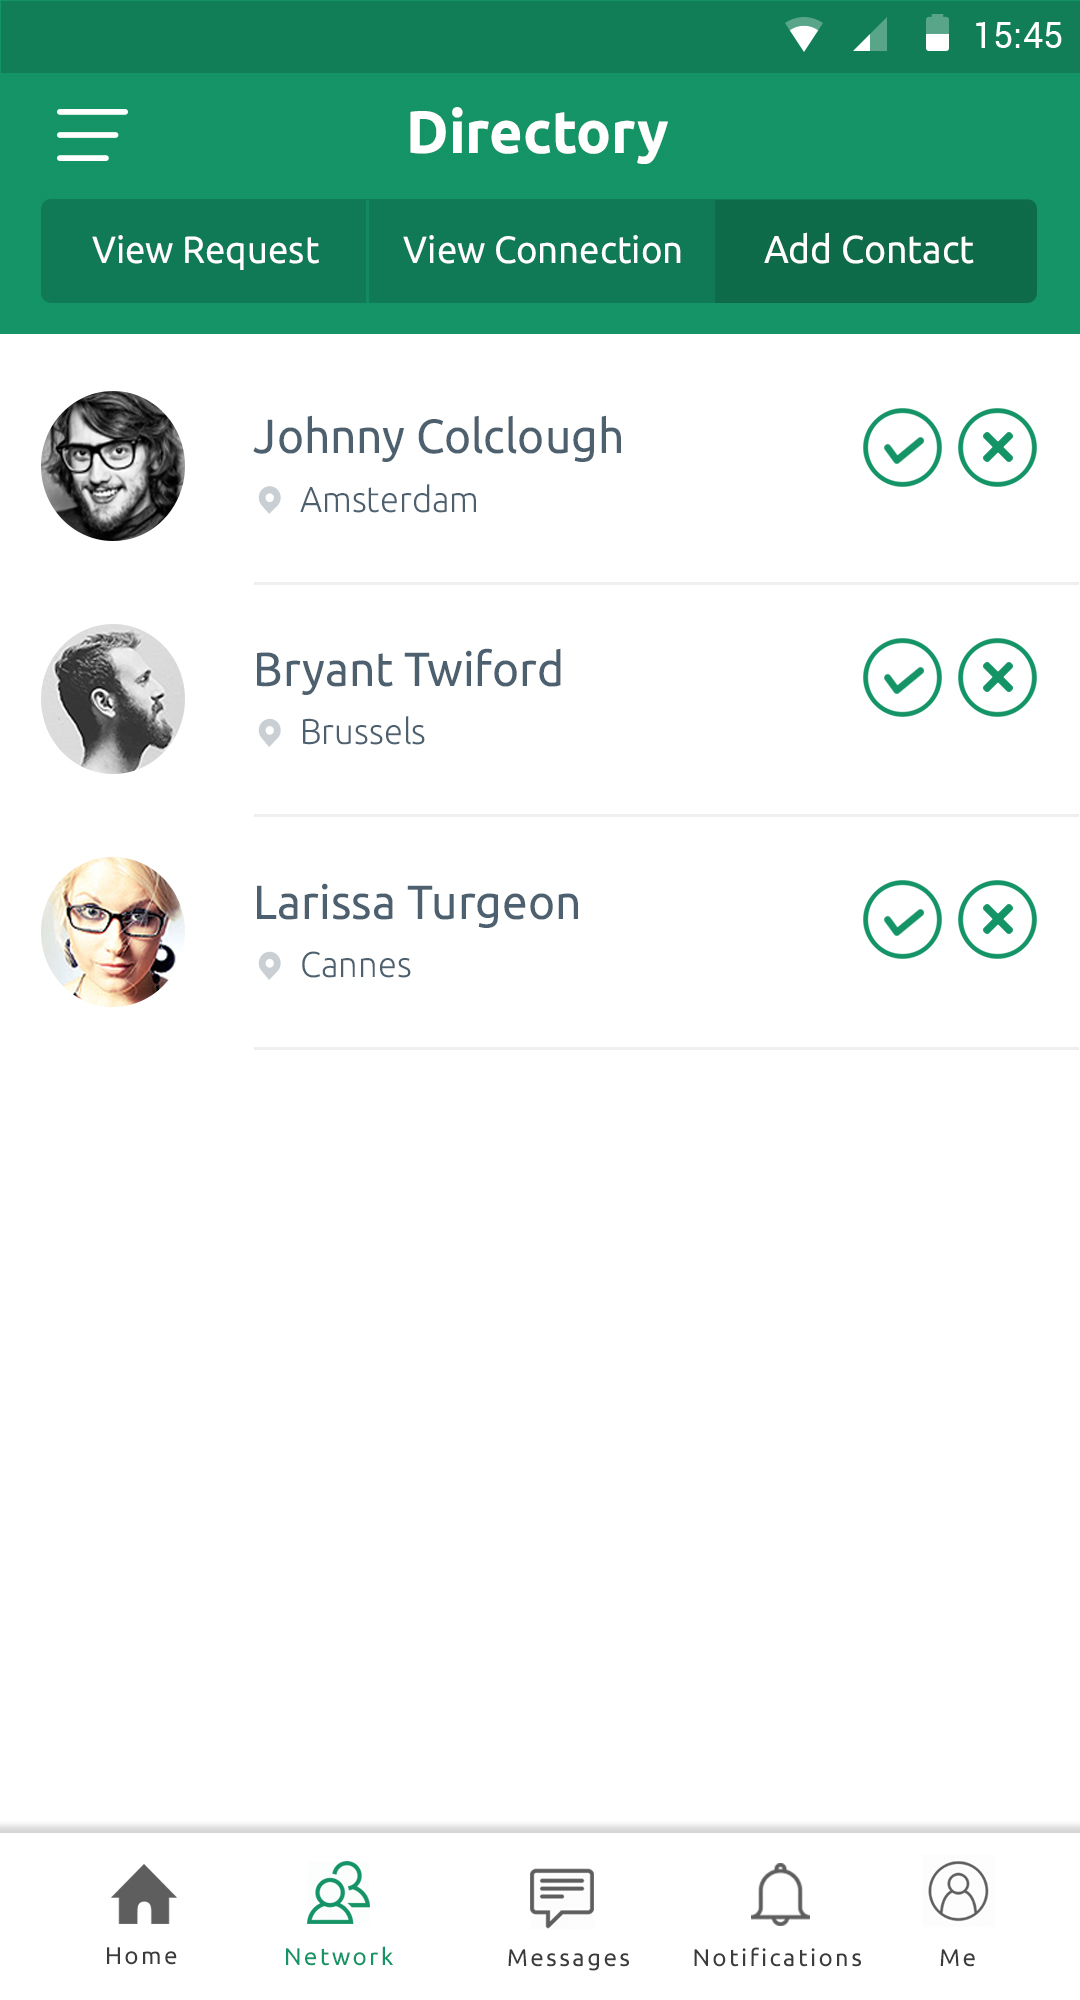 15:45
Directory
View Request View Connection Add Contact
Johnny Colclough
Amsterdam
Bryant Twiford
Brussels
Larissa Turgeon
Cannes
Home Network Messages Notifications Me